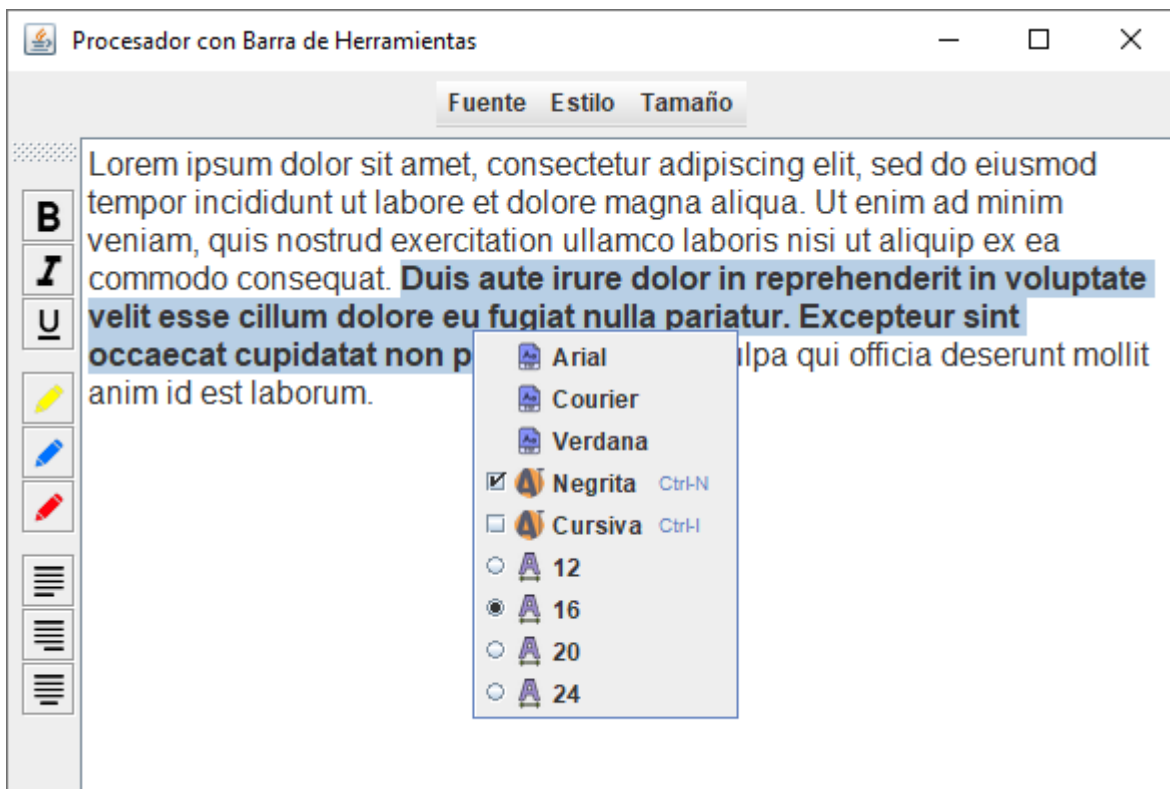 Procesador con Barra de Herramientas
Fuente Estilo Tamaño
Lorem ipsum dolor sit amet, consectetur adipiscing elit, sed do eiusmod
tempor incididunt ut labore et dolore magna aliqua. Ut enim ad minim
veniam, quis nostrud exercitation ullamco laboris nisi ut aliquip ex ea
commodo consequat. Duis aute irure dolor in reprehenderit in voluptate
velit esse cillum dolore eu fugiat nulla pariatur. Excepteur sint
occaecat cupidatat non p ulpa qui officia deserunt mollit
anim id est laborum.
B
I
U
Arial
Courier
Verdana
Negrita Ctrl-N
Cursiva Ctrl-I
12
16
20
24